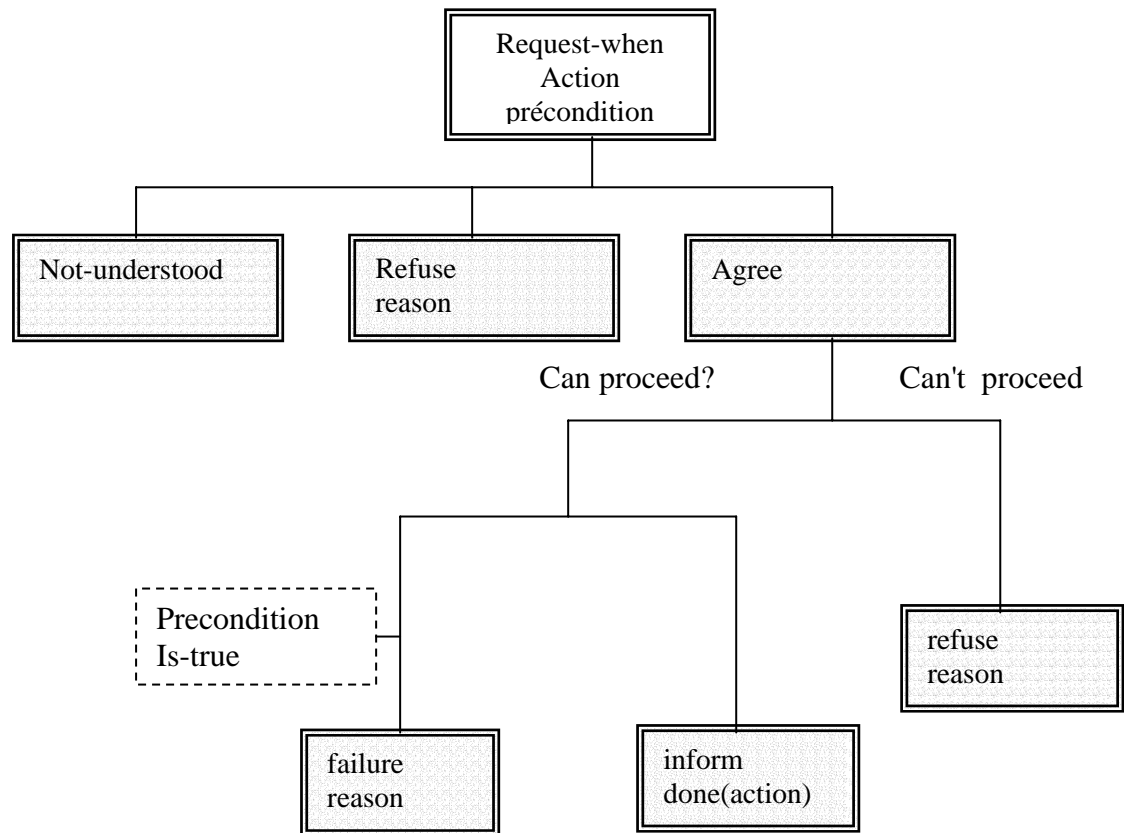 Request-when
Action
précondition
Not-understood
Refuse
reason
Agree
Can proceed?
Can't proceed
Precondition
Is-true
refuse
reason
failure
reason
inform
done(action)